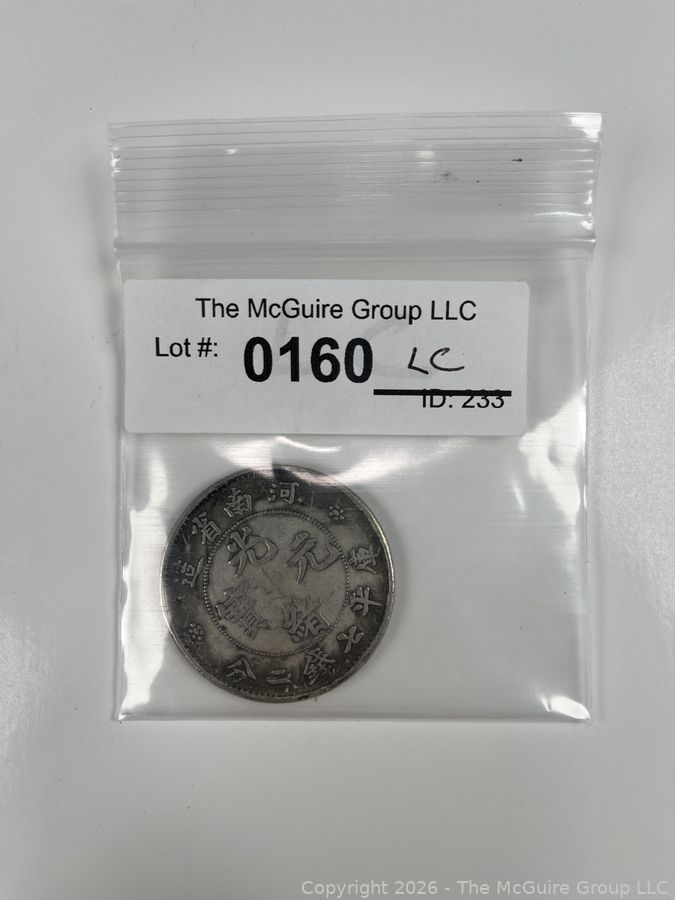 The McGuire Group LLC
Lot #: 0160 LC
ID: 233
河南省造
光緒元寶
庫平七錢二分
Copyright 2026 - The McGuire Group LLC